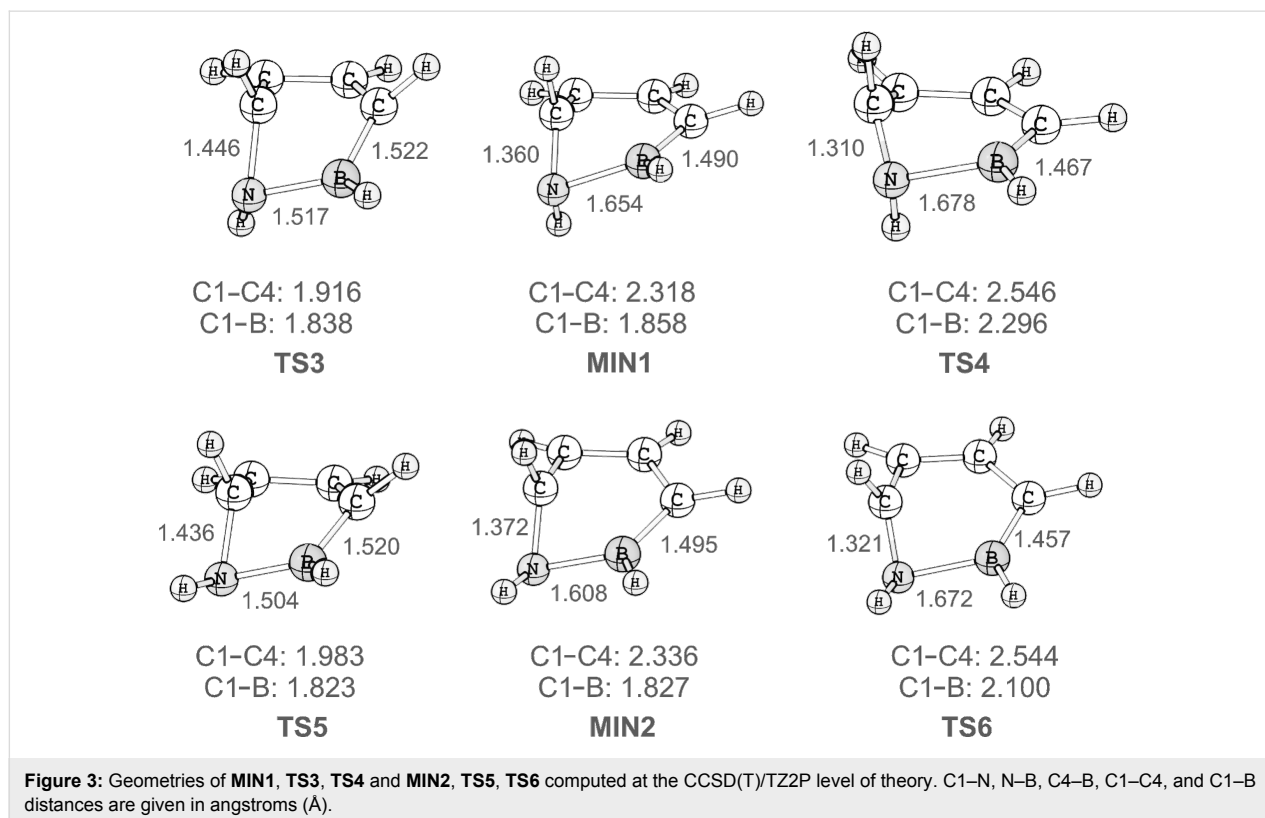 H H C C H H
C C
1.446 1.522
N B H
H 1.517
C1–C4: 1.916
C1–B: 1.838
TS3
H
H C C H
C C H
1.360 B H 1.490
N 1.654
H
C1–C4: 2.318
C1–B: 1.858
MIN1
H
H C C H
C C H
1.310 B 1.467
N H
1.678
H
C1–C4: 2.546
C1–B: 2.296
TS4
H
H C C H H
C C
1.436 1.520
H N B H
1.504
C1–C4: 1.983
C1–B: 1.823
TS5
H C C H
H
C C H
1.372 1.495
N B
H 1.608 H
C1–C4: 2.336
C1–B: 1.827
MIN2
H C C H
H
C C H
1.321 1.457
N B
H 1.672 H
C1–C4: 2.544
C1–B: 2.100
TS6
Figure 3: Geometries of MIN1, TS3, TS4 and MIN2, TS5, TS6 computed at the CCSD(T)/TZ2P level of theory. C1–N, N–B, C4–B, C1–C4, and C1–B
distances are given in angstroms (Å).